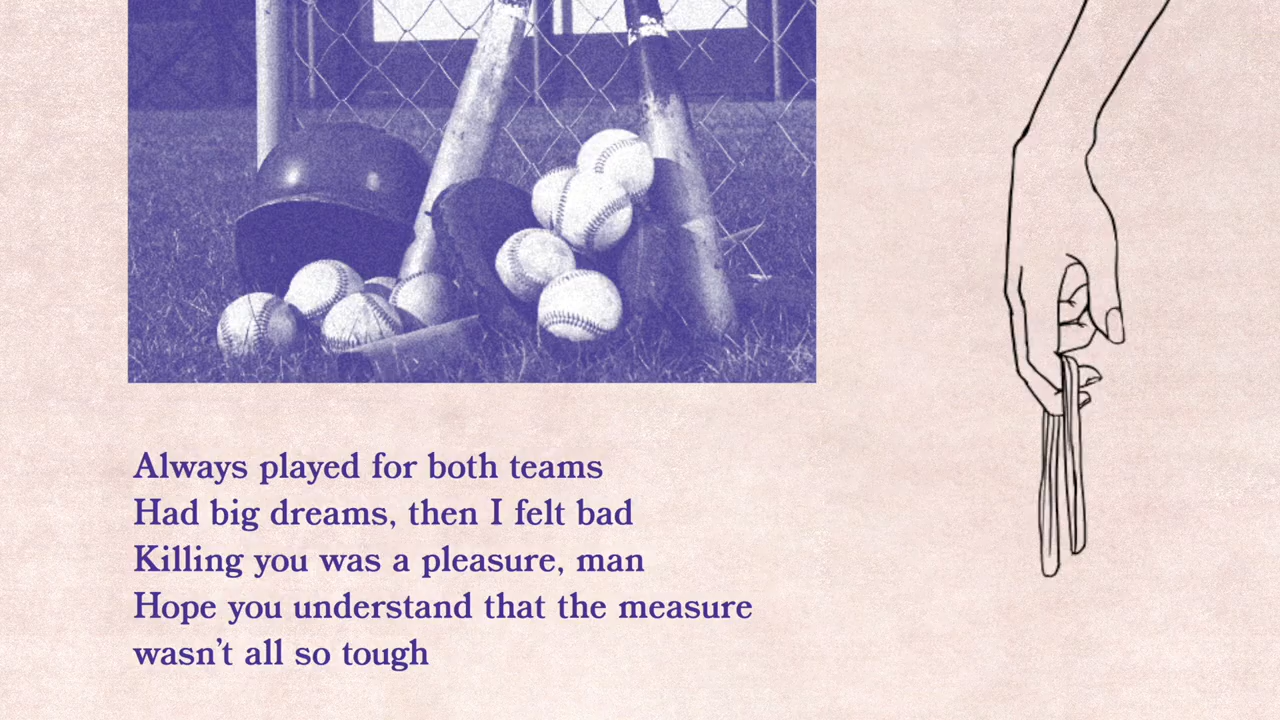 Always played for both teams
Had big dreams, then I felt bad
Killing you was a pleasure, man
Hope you understand that the measure
wasn't all so tough